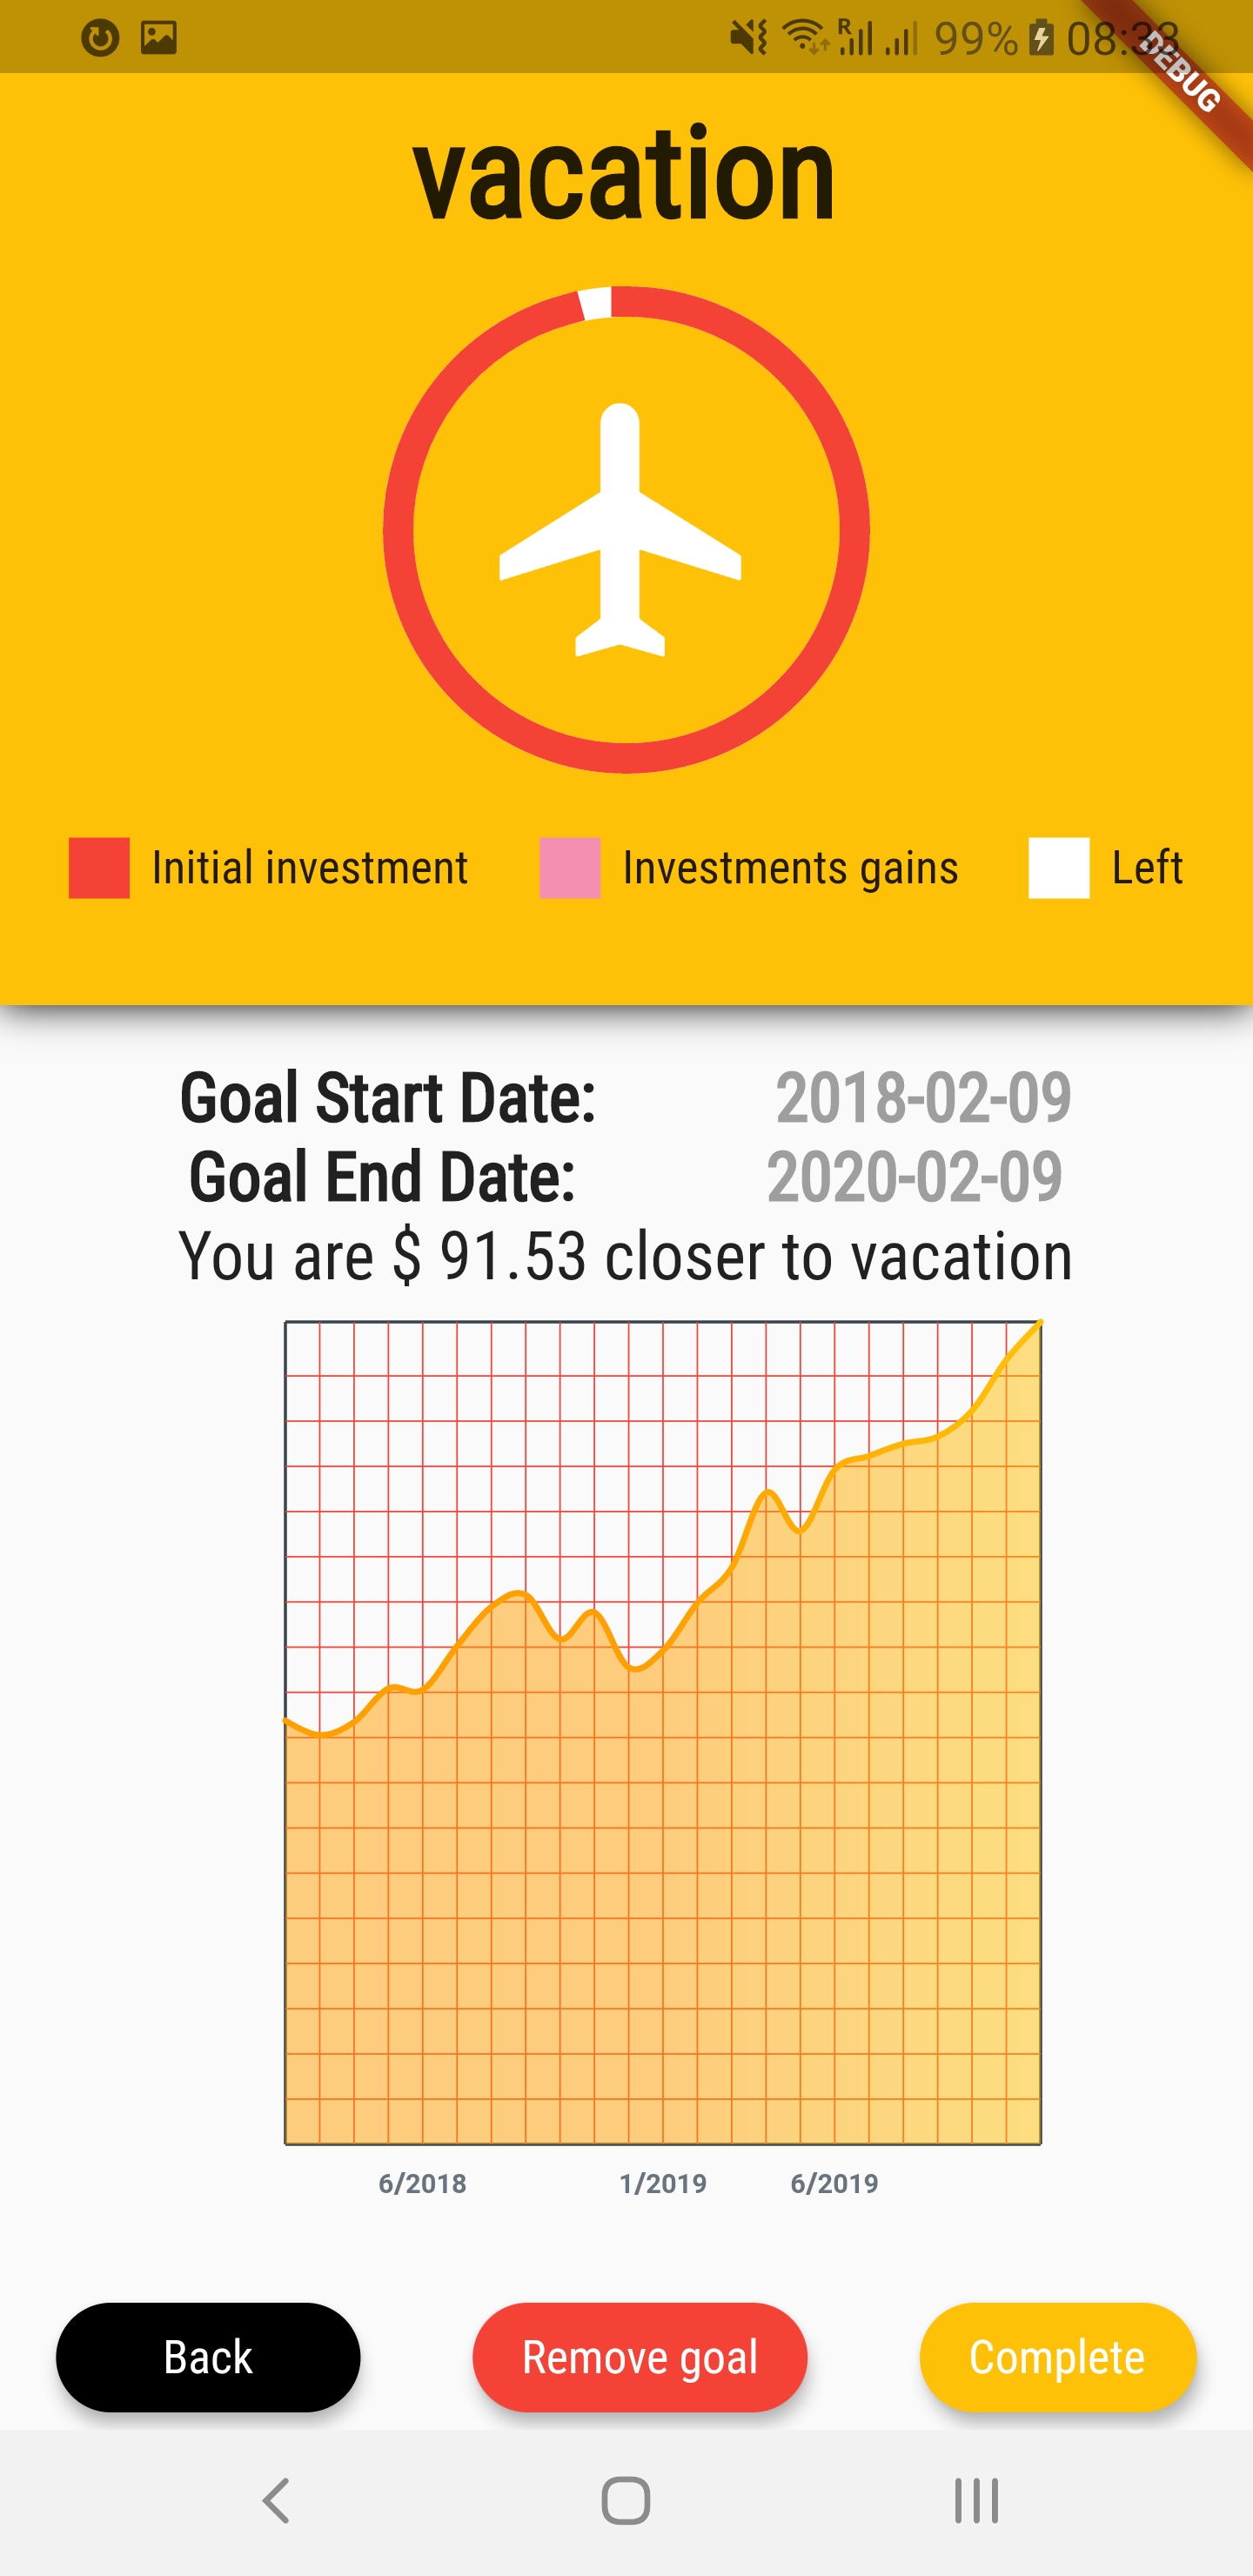 R 99% 08:38
DEBUG
vacation
Initial investment Investments gains Left
Goal Start Date: 2018-02-09
Goal End Date: 2020-02-09
You are $ 91.53 closer to vacation
6/2018 1/2019 6/2019
Back Remove goal Complete